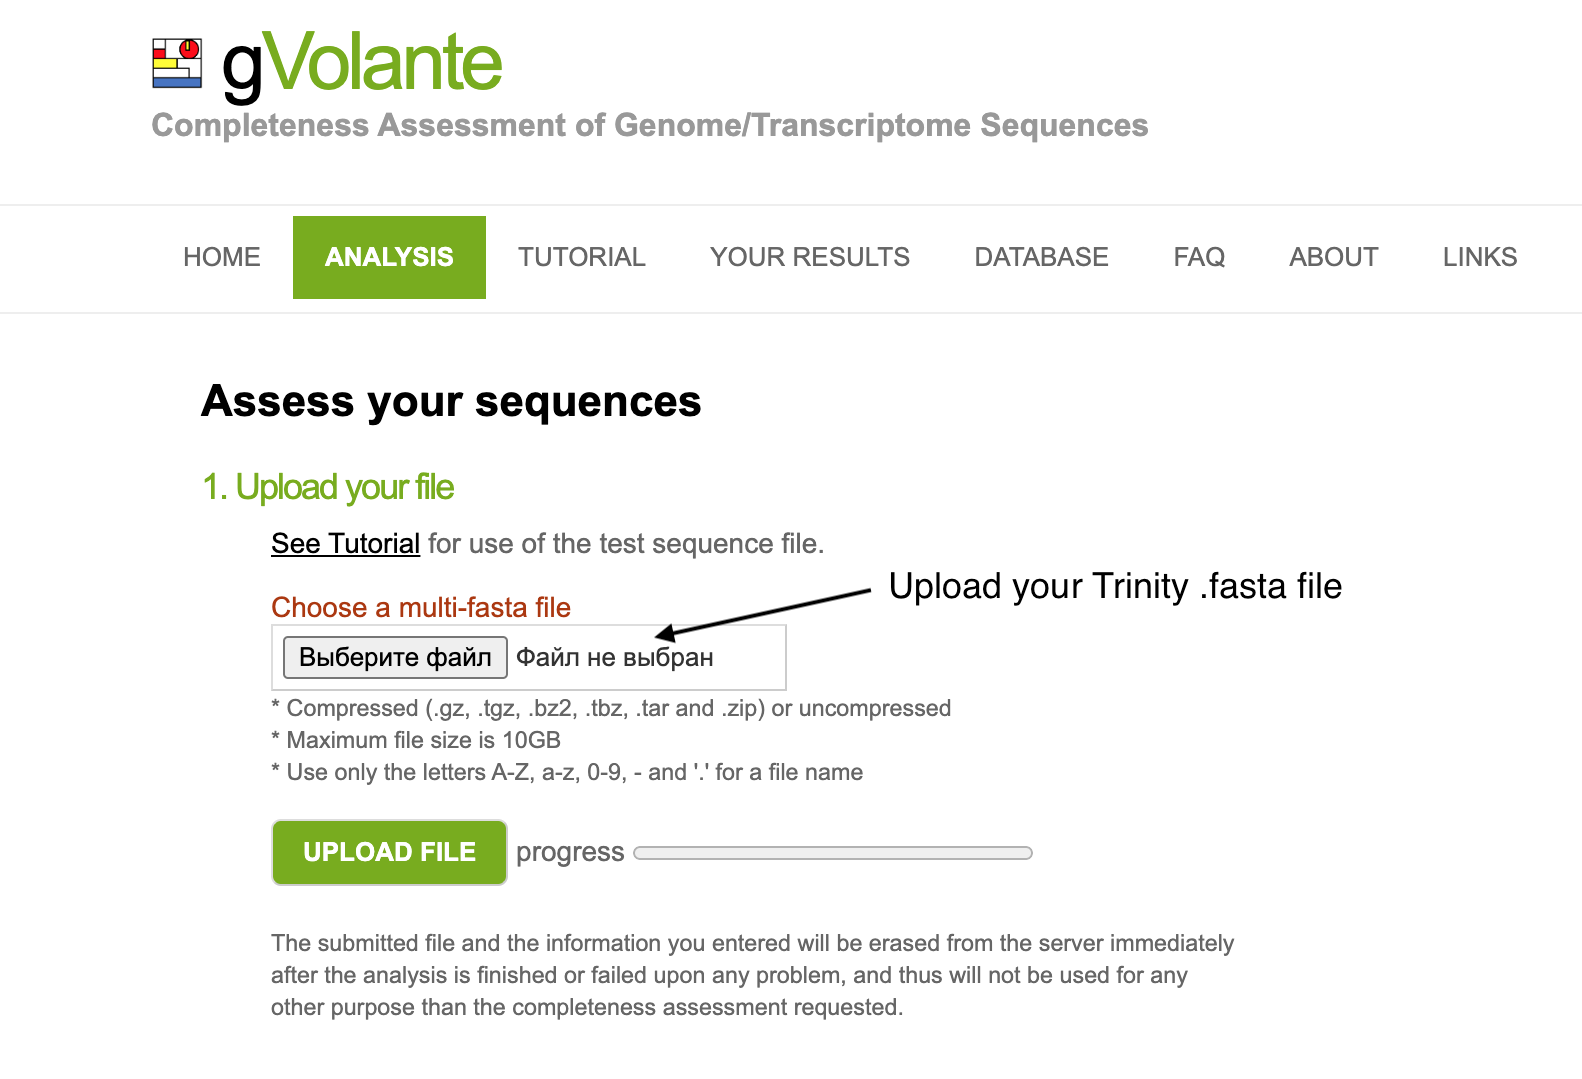 gVolante
Completeness Assessment of Genome/Transcriptome Sequences
HOME ANALYSIS TUTORIAL YOUR RESULTS DATABASE FAQ ABOUT LINKS
Assess your sequences
1. Upload your file
See Tutorial for use of the test sequence file.
Upload your Trinity .fasta file
Choose a multi-fasta file
Выберите файл Файл не выбран
* Compressed (.gz, .tgz, .bz2, .tbz, .tar and .zip) or uncompressed
* Maximum file size is 10GB
* Use only the letters A-Z, a-z, 0-9, - and '.' for a file name
UPLOAD FILE progress
The submitted file and the information you entered will be erased from the server immediately
after the analysis is finished or failed upon any problem, and thus will not be used for any
other purpose than the completeness assessment requested.